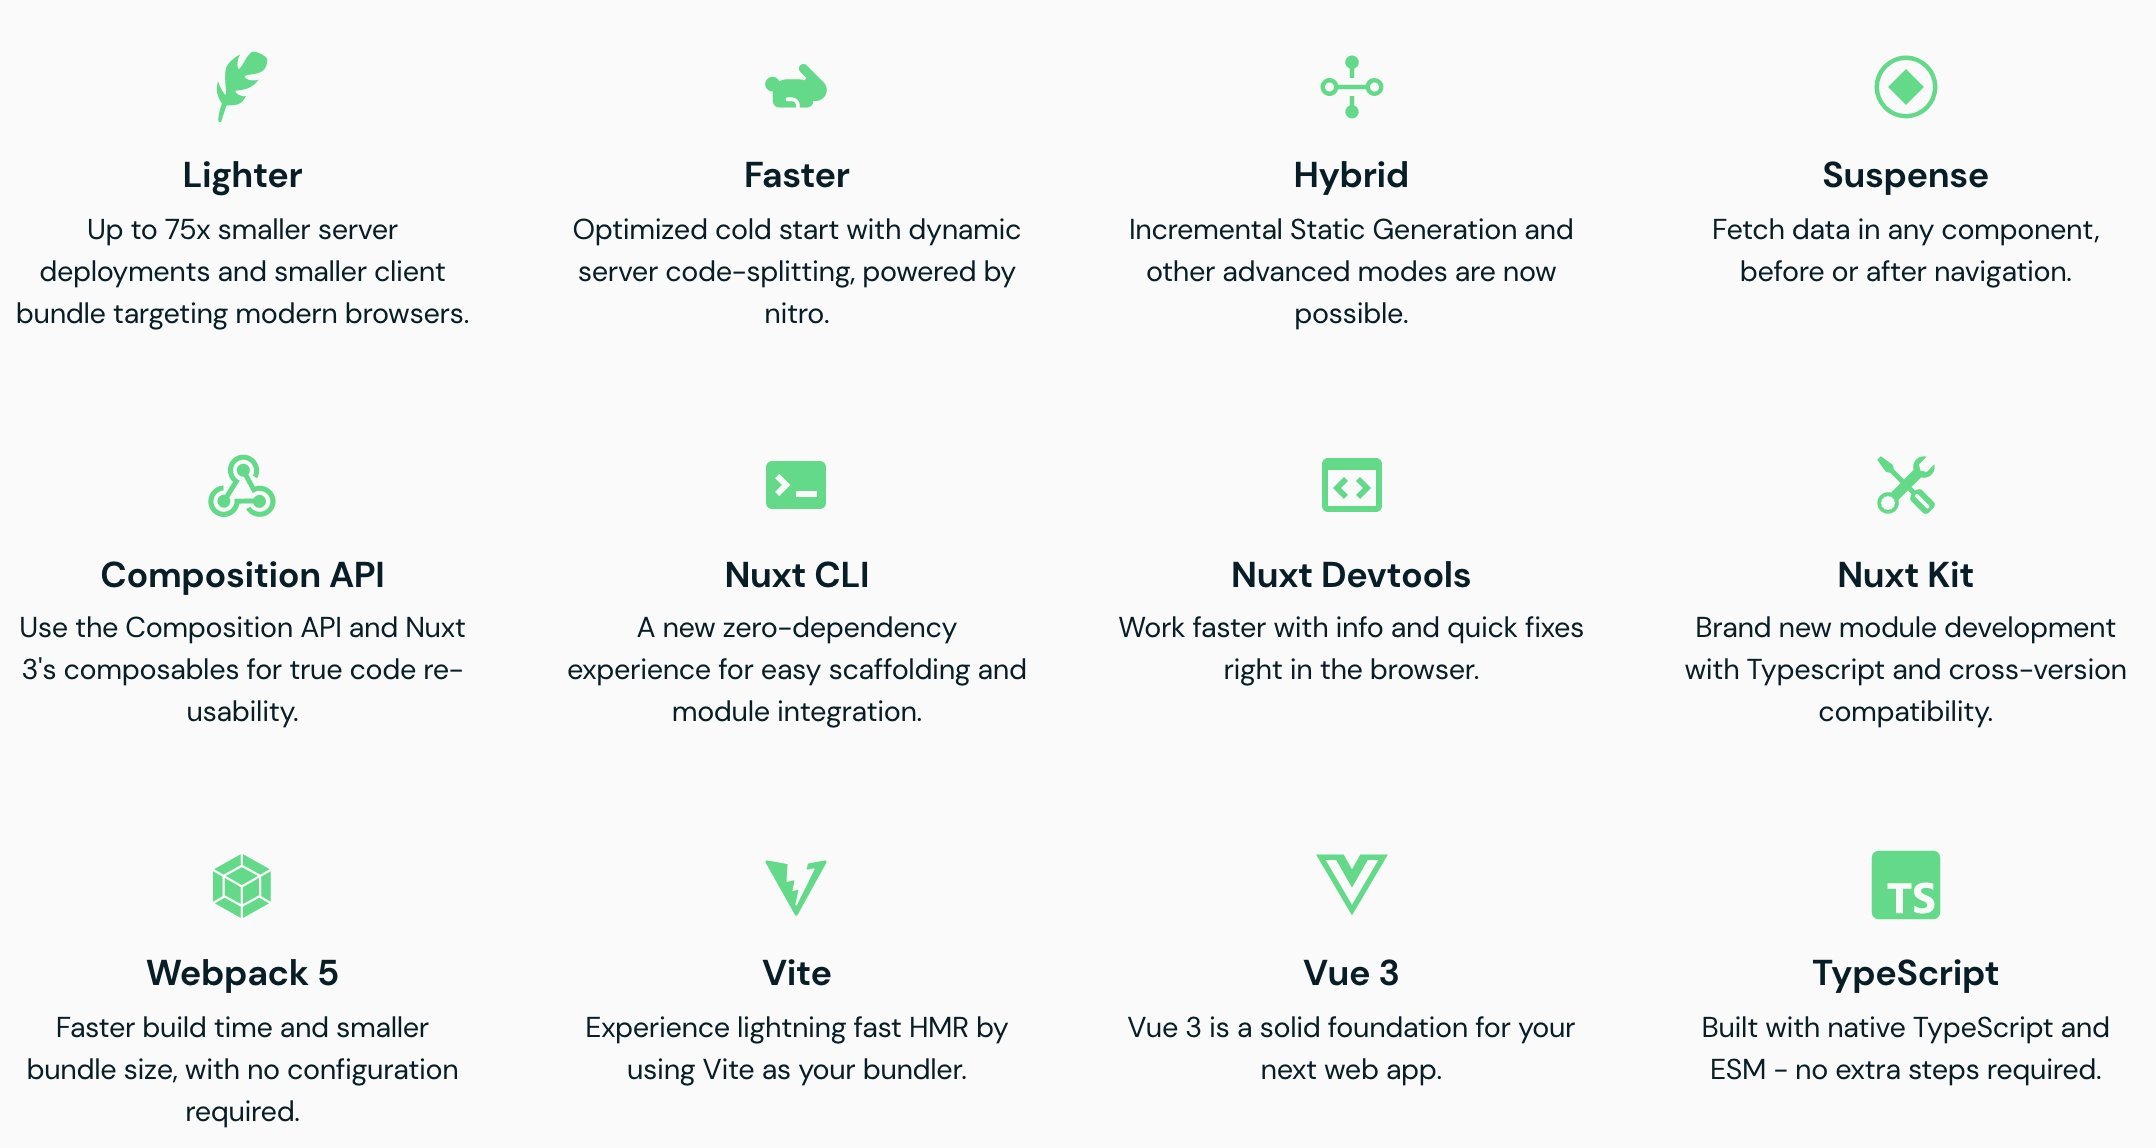 Lighter
Up to 75x smaller server
deployments and smaller client
bundle targeting modern browsers.
Faster
Optimized cold start with dynamic
server code-splitting, powered by
nitro.
Hybrid
Incremental Static Generation and
other advanced modes are now
possible.
Suspense
Fetch data in any component,
before or after navigation.
Composition API
Use the Composition API and Nuxt
3's composables for true code re-
usability.
Nuxt CLI
A new zero-dependency
experience for easy scaffolding and
module integration.
Nuxt Devtools
Work faster with info and quick fixes
right in the browser.
Nuxt Kit
Brand new module development
with Typescript and cross-version
compatibility.
Webpack 5
Faster build time and smaller
bundle size, with no configuration
required.
Vite
Experience lightning fast HMR by
using Vite as your bundler.
Vue 3
Vue 3 is a solid foundation for your
next web app.
TS
TypeScript
Built with native TypeScript and
ESM - no extra steps required.